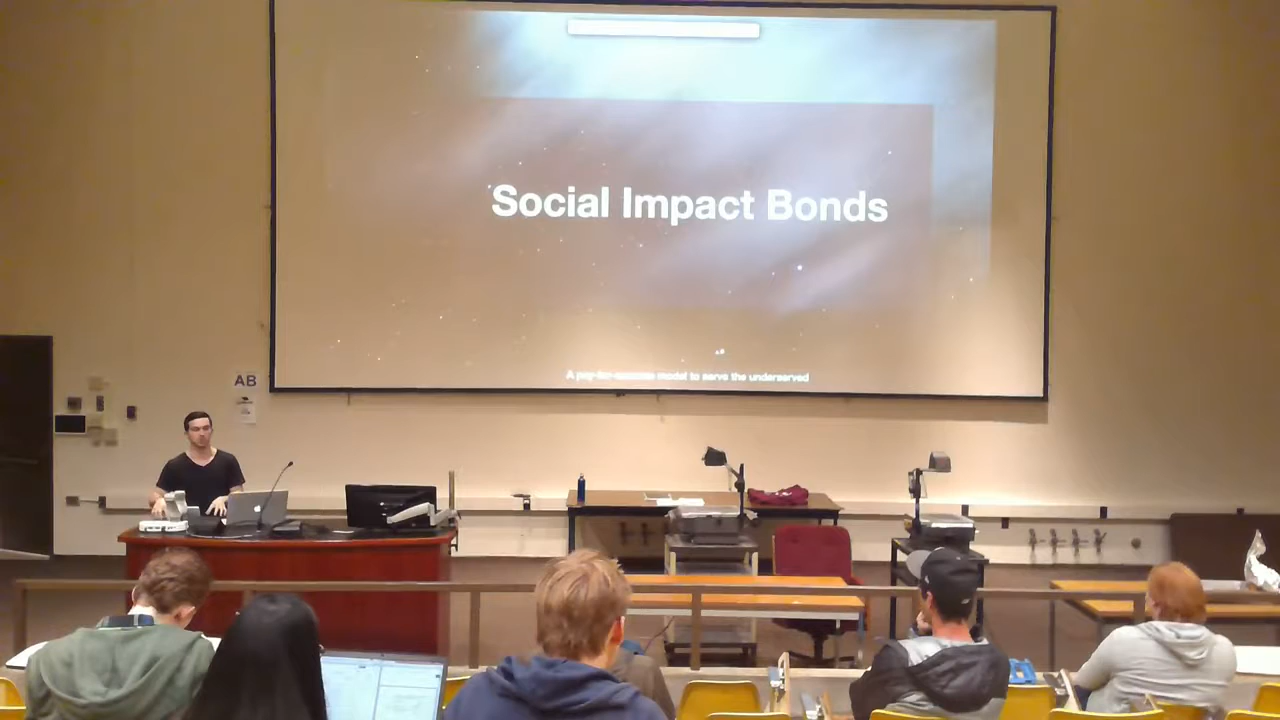 Social Impact Bonds
A pay-for-success model to serve the underserved
AB